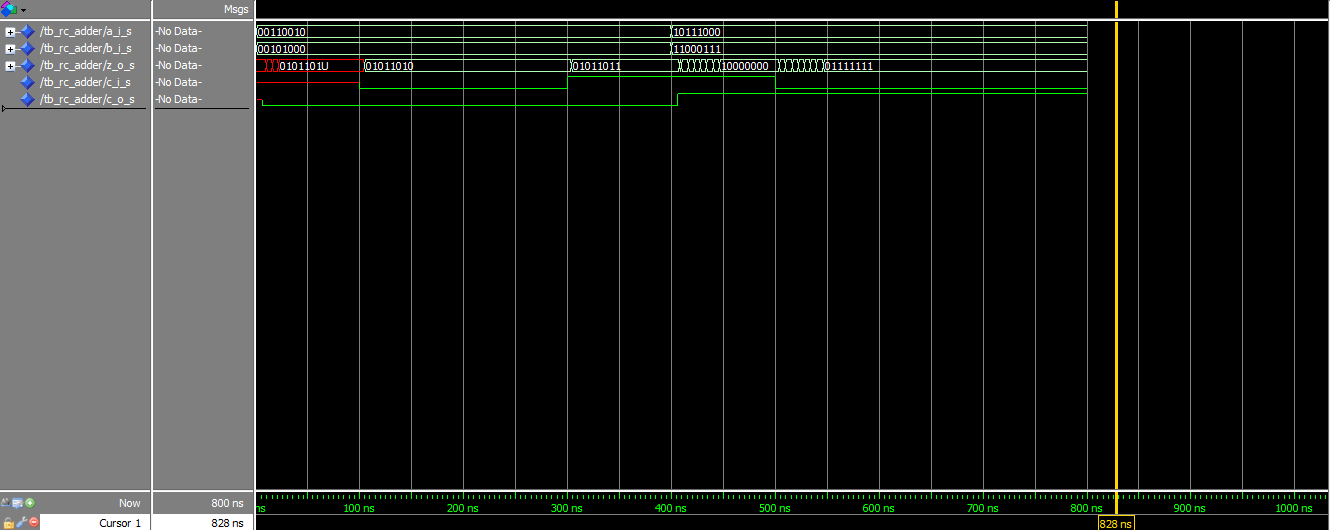 Msgs
/tb_rc_adder/a_i_s -No Data- 00110010 10111000
/tb_rc_adder/b_i_s -No Data- 00101000 11000111
/tb_rc_adder/z_o_s -No Data- 0101101U 01011010 01011011 10000000 01111111
/tb_rc_adder/c_i_s -No Data-
/tb_rc_adder/c_o_s -No Data-
Now 800 ns ns 100 ns 200 ns 300 ns 400 ns 500 ns 600 ns 700 ns 800 ns 900 ns 1000 ns
Cursor 1 828 ns 828 ns